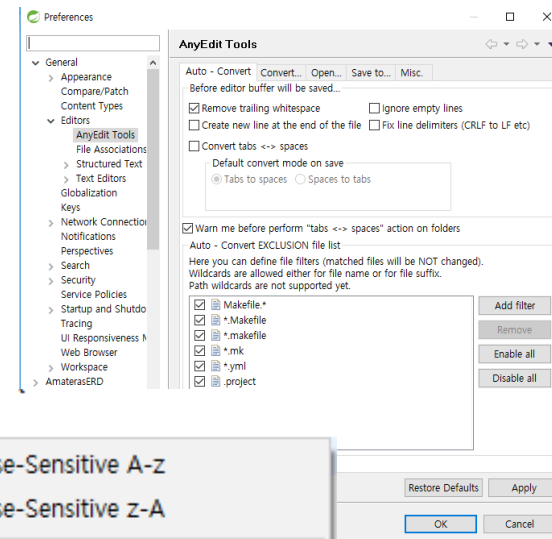 Preferences
AnyEdit Tools
General
Appearance
Compare/Patch
Content Types
Editors
AnyEdit Tools
File Associations
Structured Text
Text Editors
Globalization
Keys
Network Connection
Notifications
Perspectives
Search
Security
Service Policies
Startup and Shutdo
Tracing
UI Responsiveness M
Web Browser
Workspace
AmaterasERD
Auto - Convert Convert... Open... Save to... Misc.
Before editor buffer will be saved...
Remove trailing whitespace Ignore empty lines
Create new line at the end of the file Fix line delimiters (CRLF to LF etc)
Convert tabs <-> spaces
Default convert mode on save
Tabs to spaces Spaces to tabs
Warn me before perform "tabs <-> spaces" action on folders
Auto - Convert EXCLUSION file list
Here you can define file filters (matched files will be NOT changed).
Wildcards are allowed either for file name or for file suffix.
Path wildcards are not supported yet.
Makefile.*
*.Makefile
*.makefile
*.mk
*.yml
.project
Add filter
Remove
Enable all
Disable all
se-Sensitive A-z
se-Sensitive z-A
Restore Defaults Apply
OK Cancel